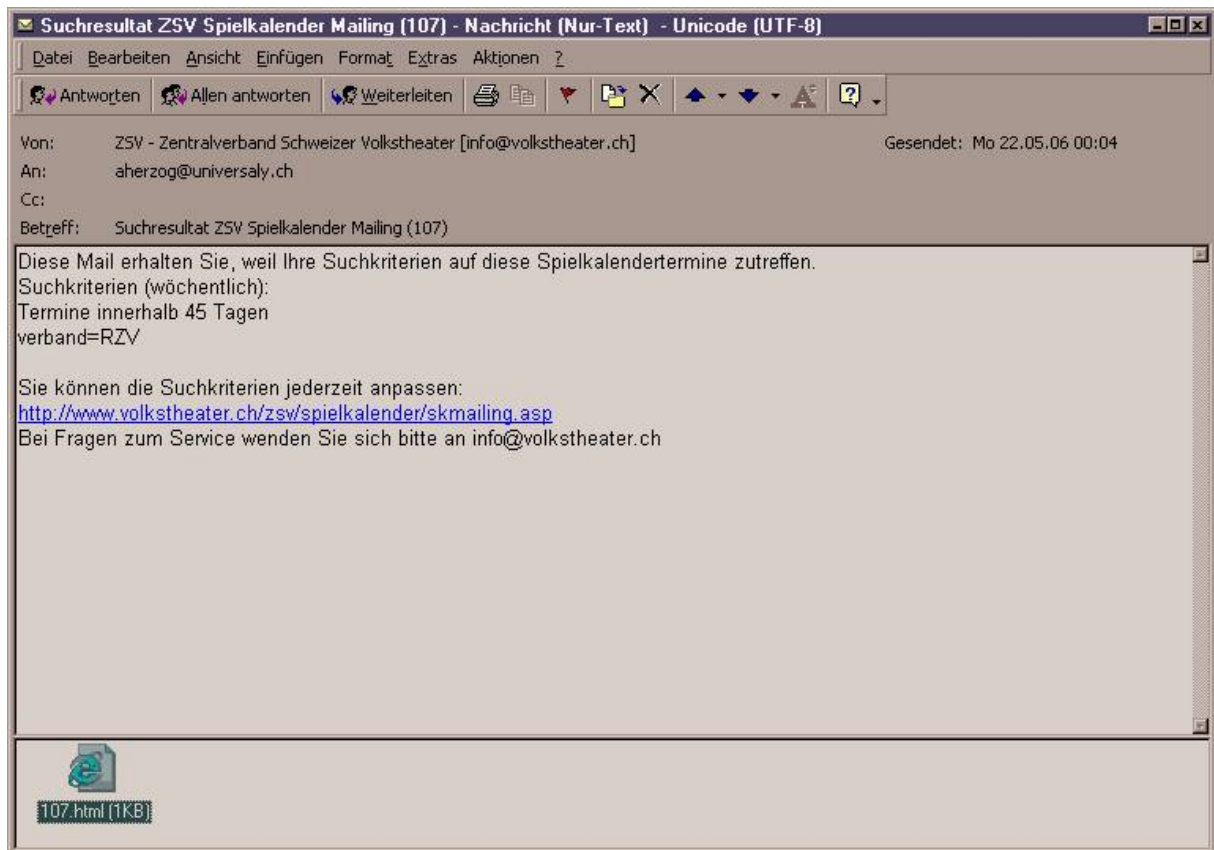 Suchresultat ZSV Spielkalender Mailing (107) - Nachricht (Nur-Text) - Unicode (UTF-8)
Datei Bearbeiten Ansicht Einfügen Format Extras Aktionen ?
Antworten Allen antworten Weiterleiten
Von: ZSV - Zentralverband Schweizer Volkstheater [info@volkstheater.ch] Gesendet: Mo 22.05.06 00:04
An: aherzog@universaly.ch
Cc:
Betreff: Suchresultat ZSV Spielkalender Mailing (107)
Diese Mail erhalten Sie, weil Ihre Suchkriterien auf diese Spielkalendertermine zutreffen.
Suchkriterien (wöchentlich):
Termine innerhalb 45 Tagen
verband=RZV
Sie können die Suchkriterien jederzeit anpassen:
http://www.volkstheater.ch/zsv/spielkalender/skmailing.asp
Bei Fragen zum Service wenden Sie sich bitte an info@volkstheater.ch
107.html (1KB)